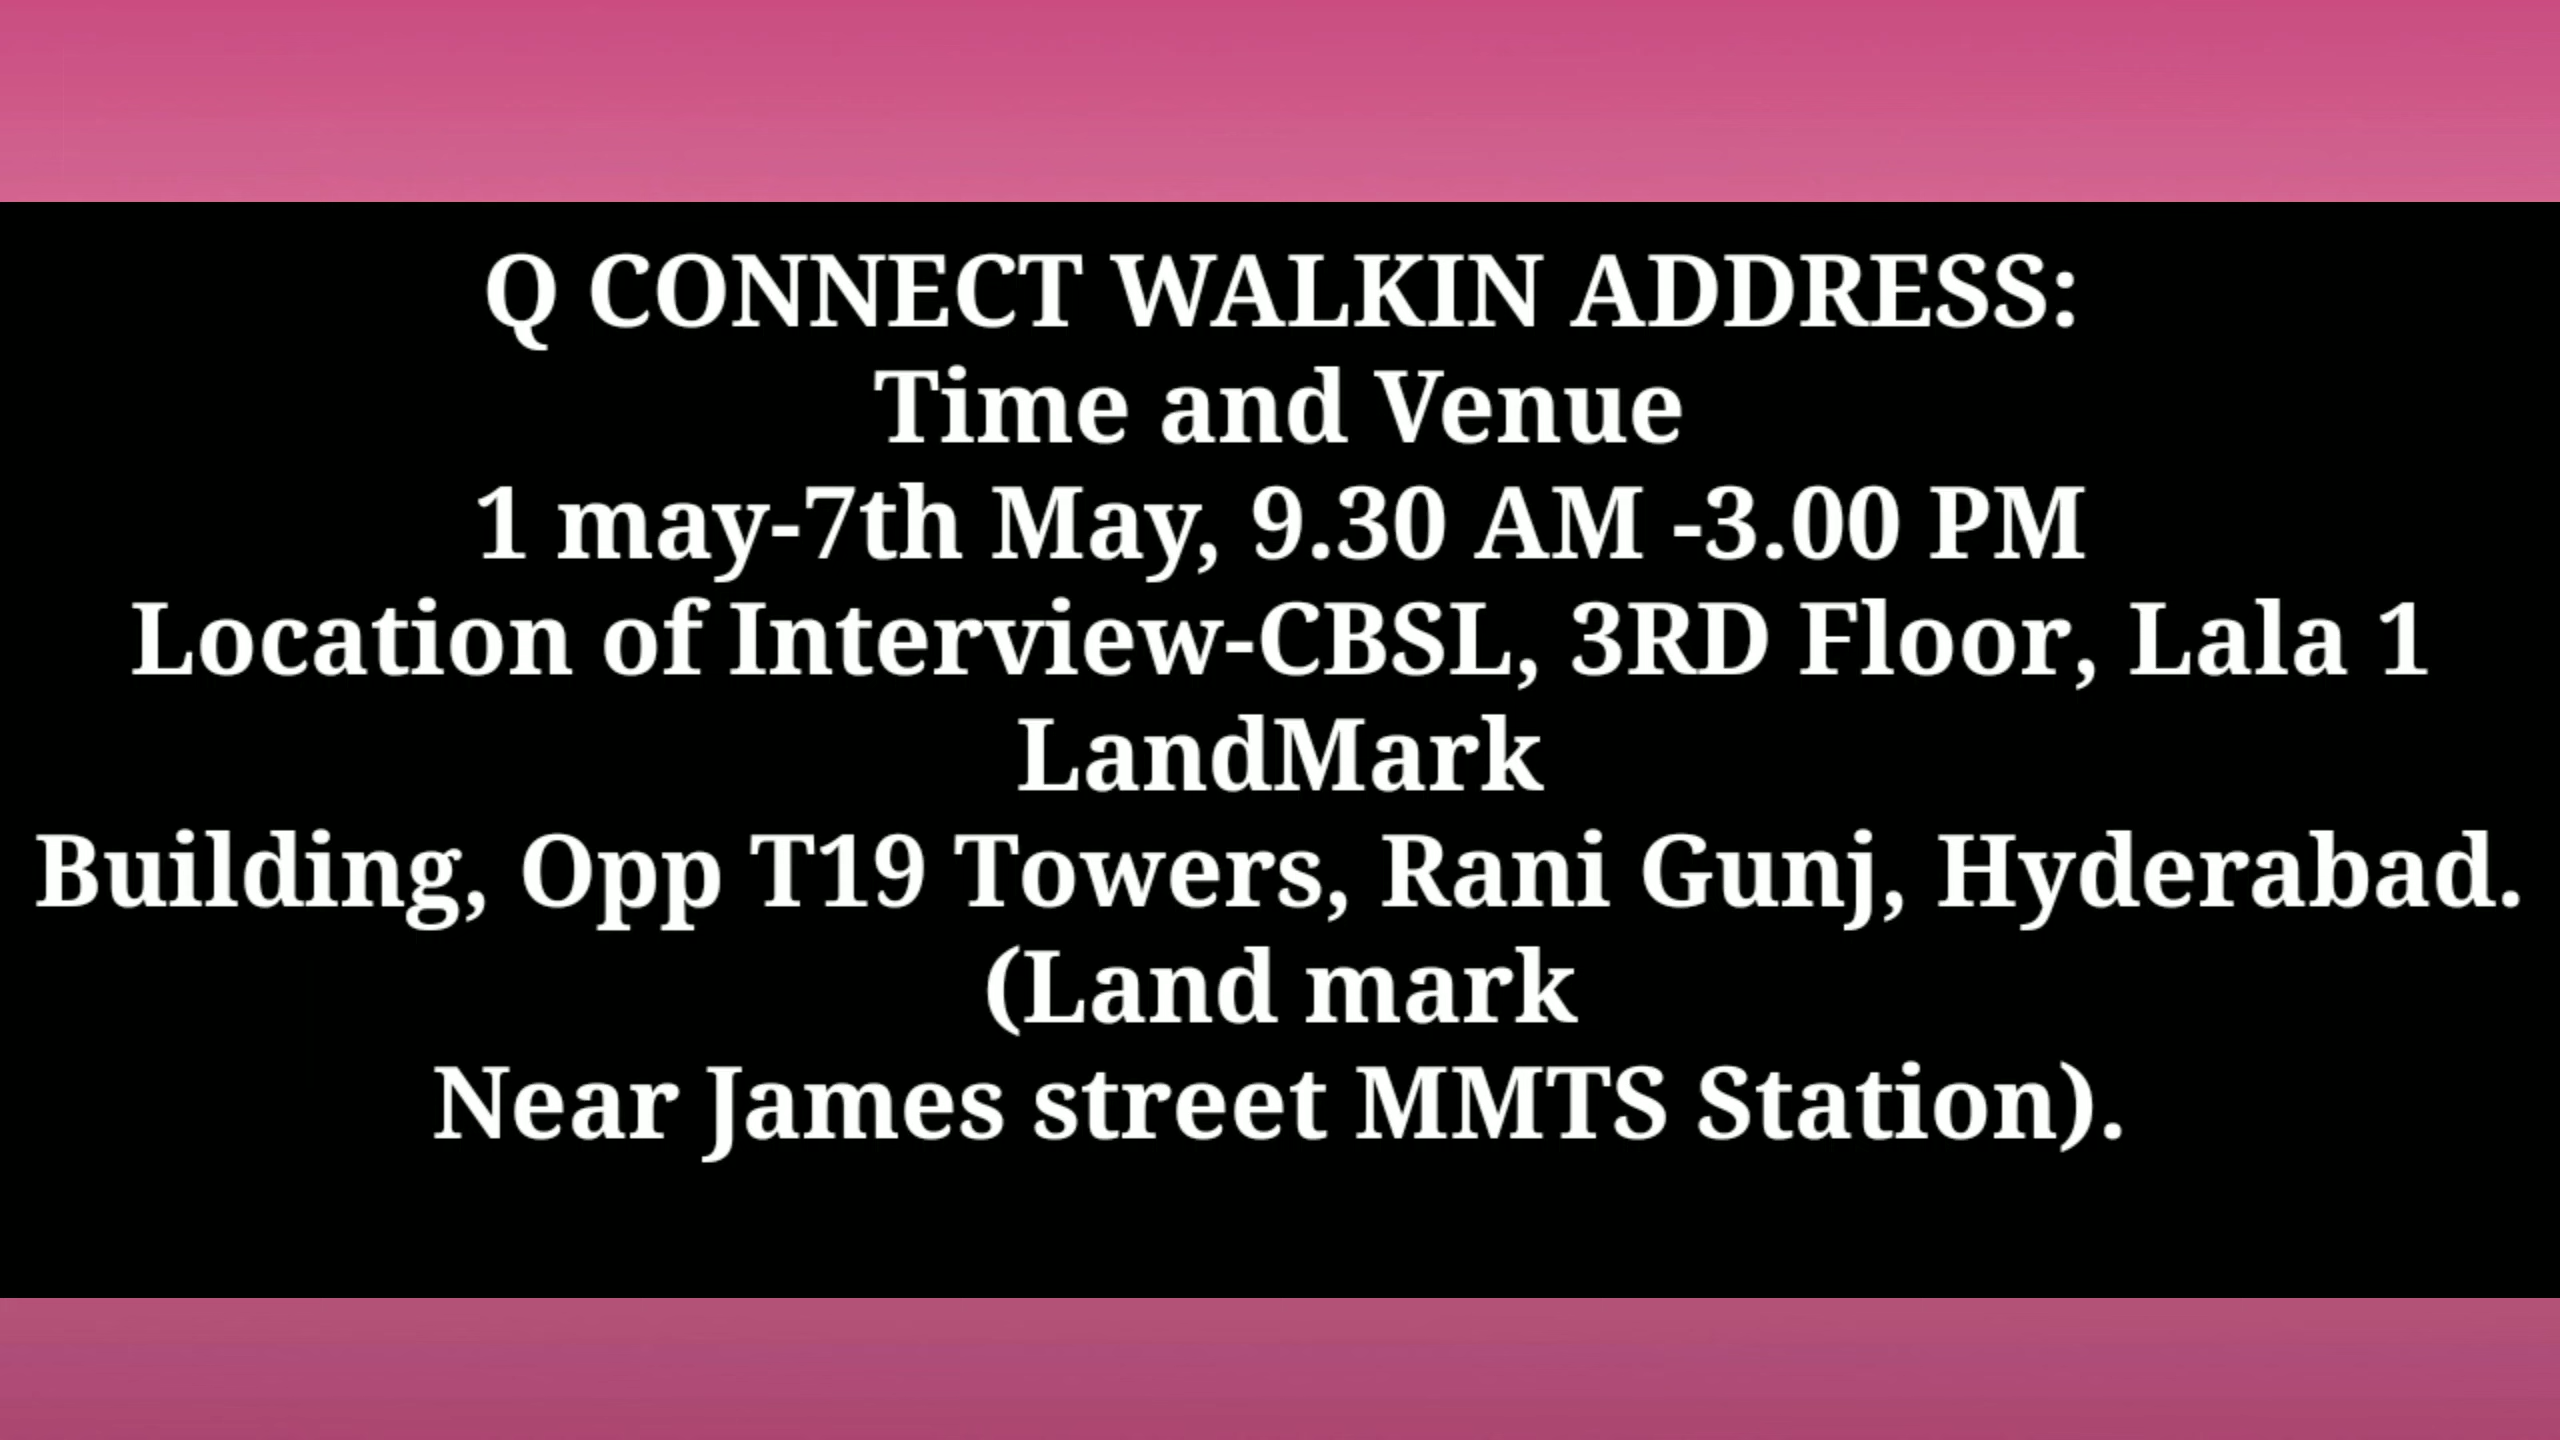 Q CONNECT WALKIN ADDRESS:
Time and Venue
1 may-7th May, 9.30 AM -3.00 PM
Location of Interview-CBSL, 3RD Floor, Lala 1
LandMark
Building, Opp T19 Towers, Rani Gunj, Hyderabad.
(Land mark
Near James street MMTS Station).